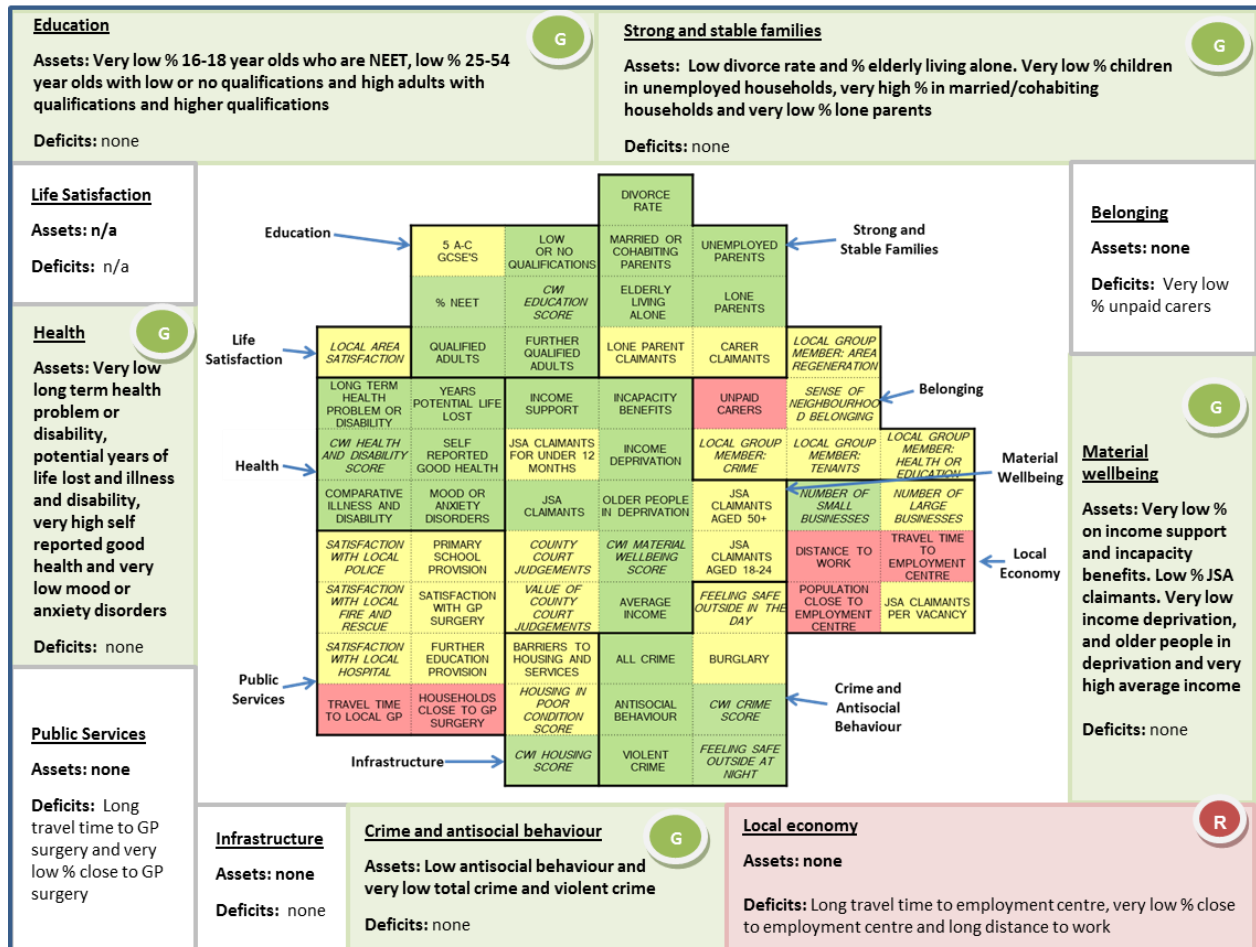 Education
G
Assets: Very low % 16-18 year olds who are NEET, low % 25-54
year olds with low or no qualifications and high adults with
qualifications and higher qualifications
Deficits: none
Strong and stable families
G
Assets: Low divorce rate and % elderly living alone. Very low % children
in unemployed households, very high % in married/cohabiting
households and very low % lone parents
Deficits: none
Life Satisfaction
Assets: n/a
Deficits: n/a
Health
G
Assets: Very low
long term health
problem or
disability,
potential years of
life lost and illness
and disability,
very high self
reported good
health and very
low mood or
anxiety disorders
Deficits: none
Public Services
Assets: none
Deficits: Long
travel time to GP
surgery and very
low % close to GP
surgery
Education
Life
Satisfaction
Health
Public
Services
Infrastructure
DIVORCE
RATE
5 A-C
GCSE'S
LOW
OR NO
QUALIFICATIONS
MARRIED OR
COHABITING
PARENTS
UNEMPLOYED
PARENTS
% NEET
CWI
EDUCATION
SCORE
ELDERLY
LIVING
ALONE
LONE
PARENTS
LOCAL AREA
SATISFACTION
QUALIFIED
ADULTS
FURTHER
QUALIFIED
ADULTS
LONE PARENT
CLAIMANTS
CARER
CLAIMANTS
LOCAL GROUP
MEMBER: AREA
REGENERATION
LONG TERM
HEALTH
PROBLEM OR
DISABILITY
YEARS
POTENTIAL LIFE
LOST
INCOME
SUPPORT
INCAPACITY
BENEFITS
UNPAID
CARERS
SENSE OF
NEIGHBOURHOO
D BELONGING
CWI HEALTH
AND DISABILITY
SCORE
SELF
REPORTED
GOOD HEALTH
JSA CLAIMANTS
FOR UNDER 12
MONTHS
INCOME
DEPRIVATION
LOCAL GROUP
MEMBER: CRIME
LOCAL GROUP
MEMBER:
TENANTS
LOCAL GROUP
MEMBER:
HEALTH OR
EDUCATION
COMPARATIVE
ILLNESS AND
DISABILITY
MOOD OR
ANXIETY
DISORDERS
JSA
CLAIMANTS
OLDER PEOPLE
IN DEPRIVATION
JSA
CLAIMANTS
AGED 50+
NUMBER OF
SMALL
BUSINESSES
NUMBER OF
LARGE
BUSINESSES
SATISFACTION
WITH LOCAL
POLICE
PRIMARY
SCHOOL
PROVISION
COUNTY
COURT
JUDGEMENTS
CWI MATERIAL
WELLBEING
SCORE
JSA
CLAIMANTS
AGED 18-24
DISTANCE TO
WORK
TRAVEL TIME
TO
EMPLOYMENT
CENTRE
SATISFACTION
WITH LOCAL
FIRE AND
RESCUE
SATISFACTION
WITH GP
SURGERY
VALUE OF
COUNTY
COURT
JUDGEMENTS
AVERAGE
INCOME
FEELING SAFE
OUTSIDE IN THE
DAY
POPULATION
CLOSE TO
EMPLOYMENT
CENTRE
JSA CLAIMANTS
PER VACANCY
SATISFACTION
WITH LOCAL
HOSPITAL
FURTHER
EDUCATION
PROVISION
BARRIERS TO
HOUSING AND
SERVICES
ALL CRIME
BURGLARY
TRAVEL TIME
TO LOCAL GP
HOUSEHOLDS
CLOSE TO GP
SURGERY
HOUSING IN
POOR
CONDITION
SCORE
ANTISOCIAL
BEHAVIOUR
CWI CRIME
SCORE
CWI HOUSING
SCORE
VIOLENT
CRIME
FEELING SAFE
OUTSIDE AT
NIGHT
Strong and
Stable Families
Belonging
Material
Wellbeing
Local
Economy
Crime and
Antisocial
Behaviour
Belonging
Assets: none
Deficits: Very low
% unpaid carers
G
Material
wellbeing
Assets: Very low %
on income support
and incapacity
benefits. Low % JSA
claimants. Very low
income deprivation,
and older people in
deprivation and very
high average income
Deficits: none
Infrastructure
Assets: none
Deficits: none
Crime and antisocial behaviour
G
Assets: Low antisocial behaviour and
very low total crime and violent crime
Deficits: none
Local economy
R
Assets: none
Deficits: Long travel time to employment centre, very low % close
to employment centre and long distance to work